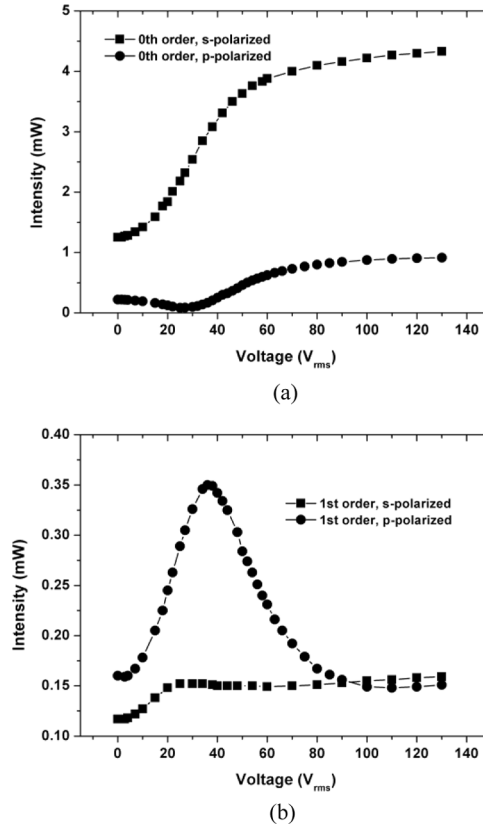 5
4
3
2
1
0
0th order, s-polarized
0th order, p-polarized
Intensity (mW)
0 20 40 60 80 100 120 140
Voltage (Vrms)
(a)
0.40
0.35
0.30
0.25
0.20
0.15
0.10
1st order, s-polarized
1st order, p-polarized
Intensity (mW)
0 20 40 60 80 100 120 140
Voltage (Vrms)
(b)